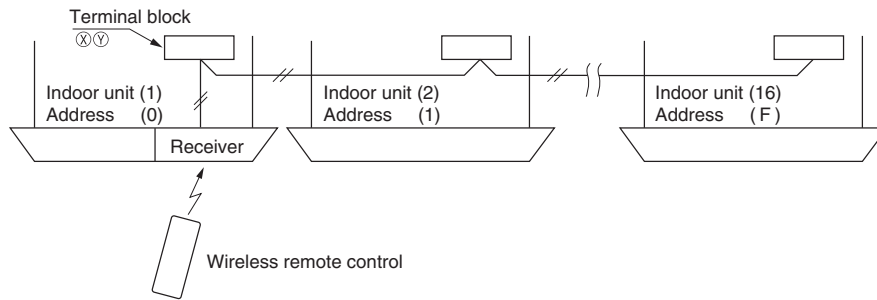 Terminal block
ⓍⓎ
Indoor unit (1)
Address (0)
Indoor unit (2)
Address (1)
Indoor unit (16)
Address (F)
Receiver
Wireless remote control